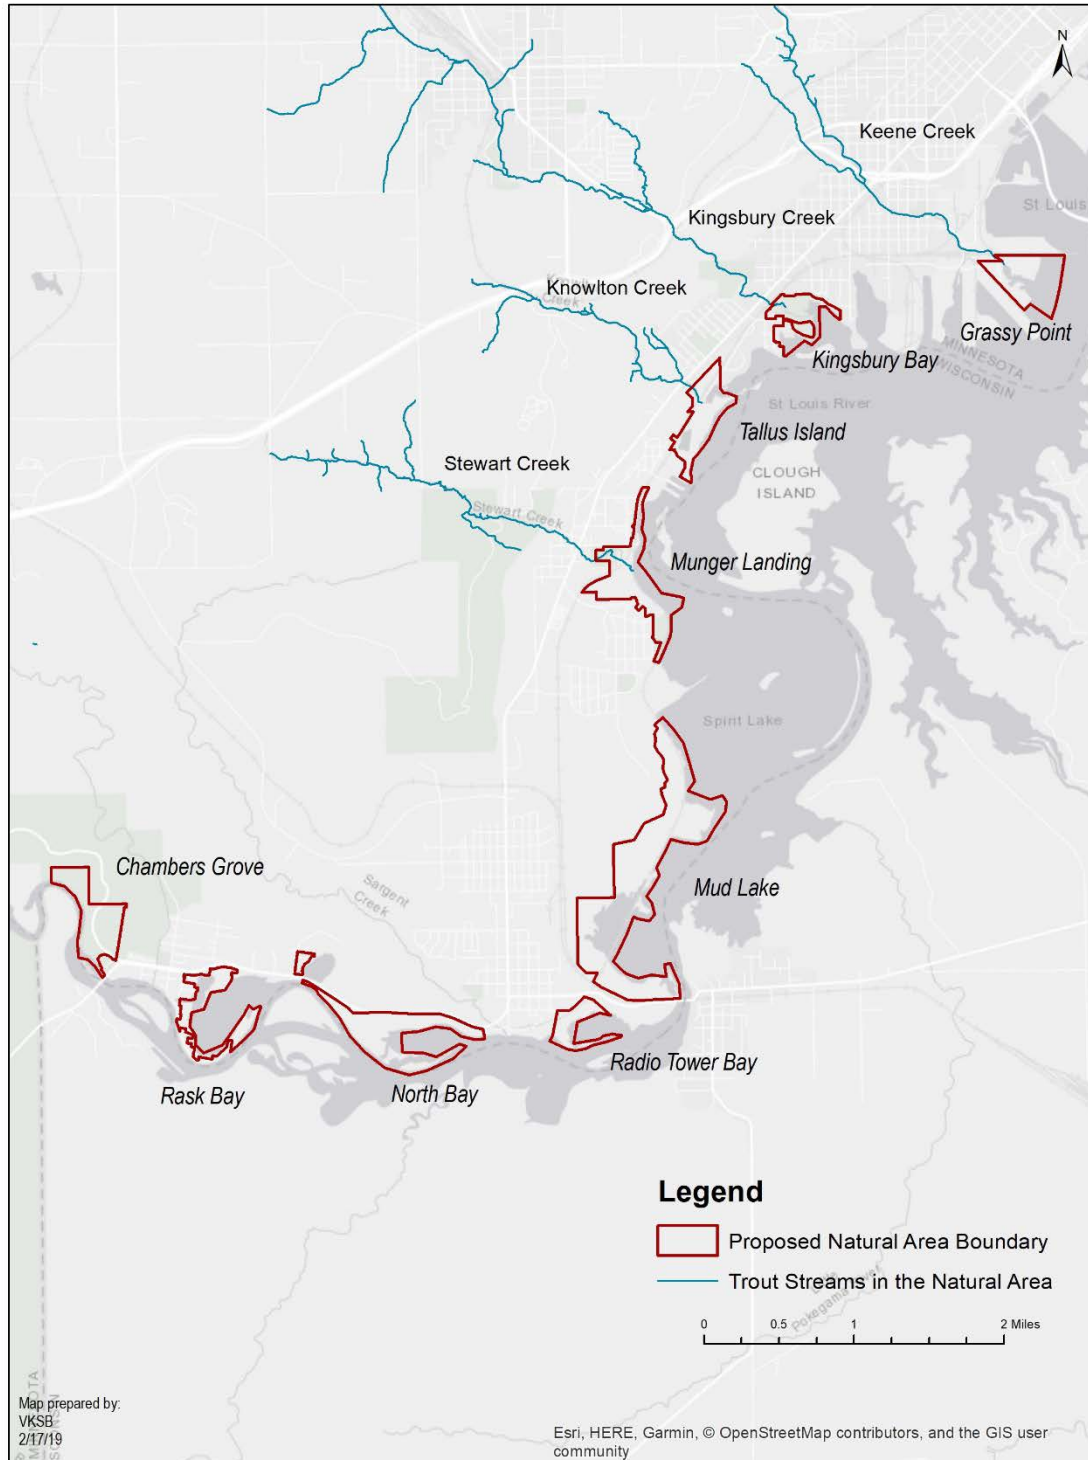 N
Keene Creek
St Louis
Kingsbury Creek
Knowlton Creek
Creek
Grassy Point
Kingsbury Bay
MINNESOTA
WISCONSIN
St Louis River
Tallus Island
Stewart Creek
CLOUGH
ISLAND
Stewart Creek
Munger Landing
Spirit Lake
Chambers Grove
Mud Lake
Sargent
Creek
Radio Tower Bay
Rask Bay
North Bay
Legend
Proposed Natural Area Boundary
Trout Streams in the Natural Area
Pokegama River
0 0.5 1 2 Miles
Map prepared by:
VKSB
2/17/19
Esri, HERE, Garmin, © OpenStreetMap contributors, and the GIS user
community